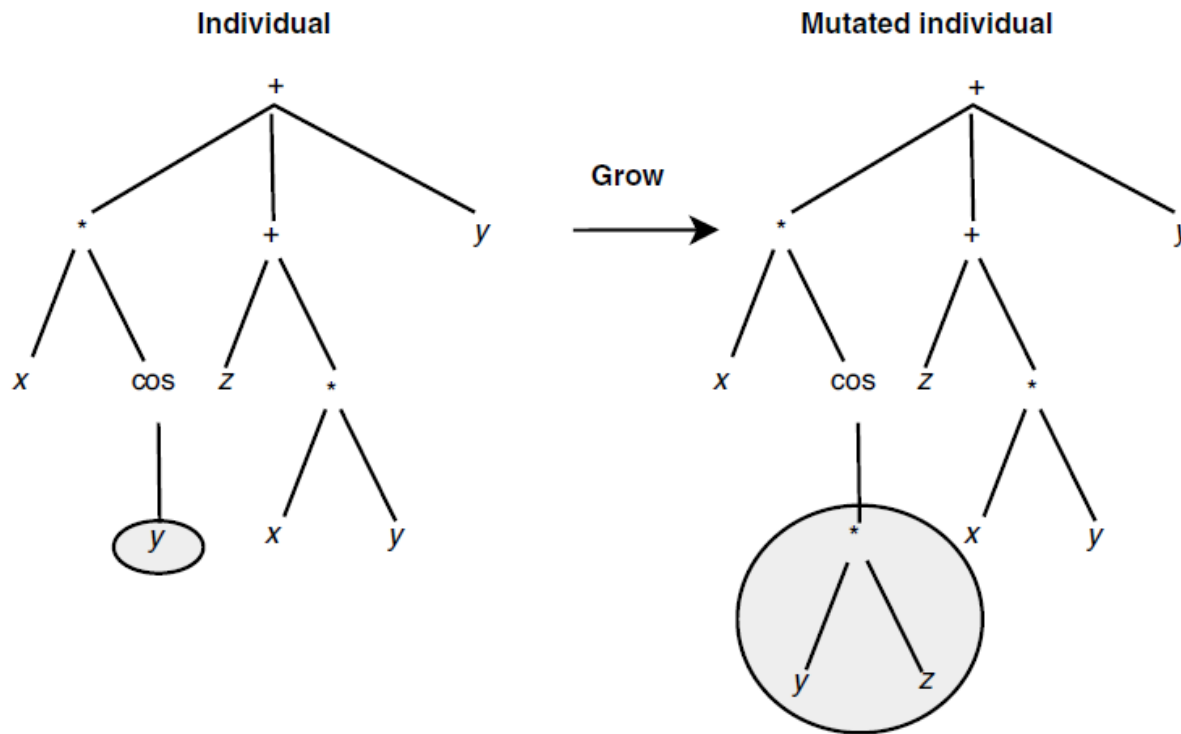 Individual Mutated individual
+ +
Grow
* + y * + y
x cos z * x cos z *
y x y * x y
y z